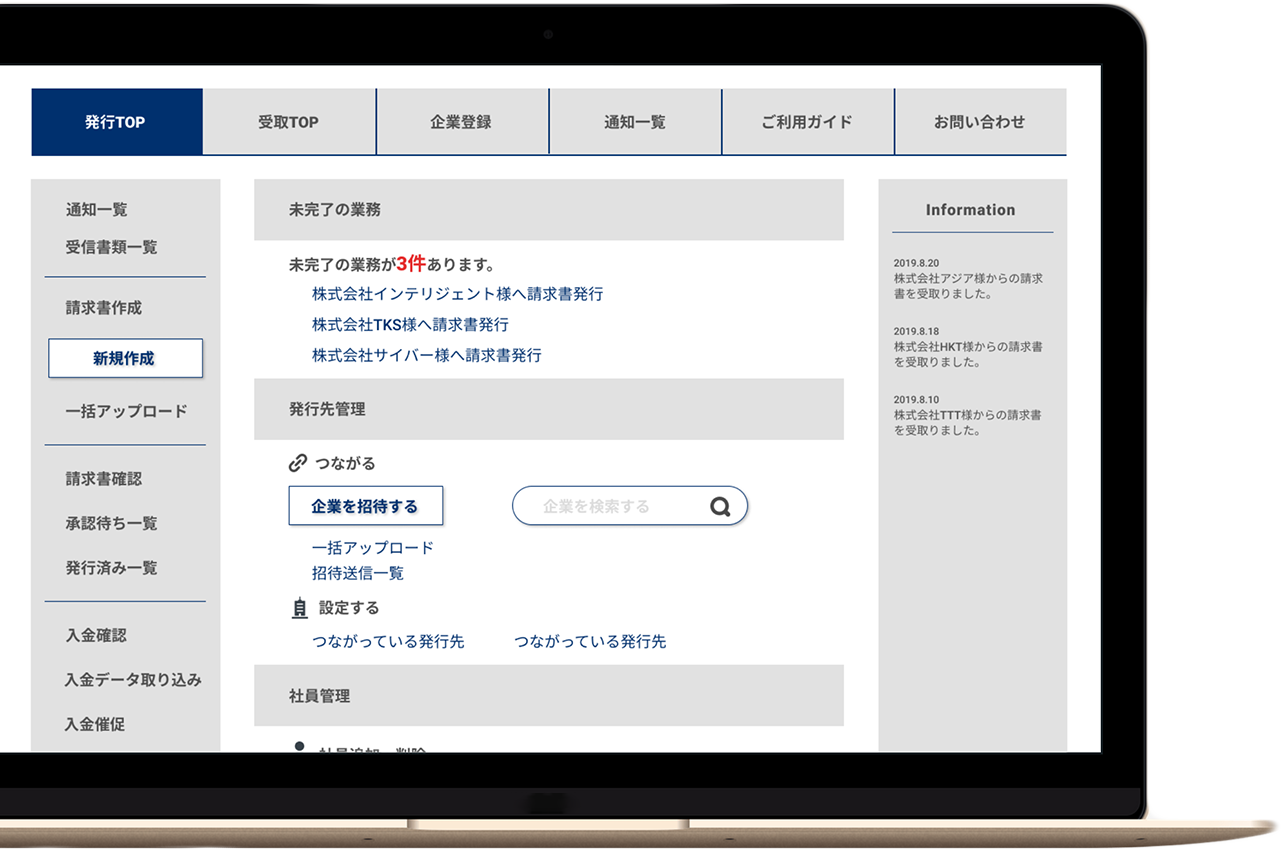 発行TOP
受取TOP
企業登録
通知一覧
ご利用ガイド
お問い合わせ
通知一覧
受信書類一覧
請求書作成
新規作成
一括アップロード
請求書確認
承認待ち一覧
発行済み一覧
入金確認
入金データ取り込み
入金催促
未完了の業務
未完了の業務が3件あります。
株式会社インテリジェント様へ請求書発行
株式会社TKS様へ請求書発行
株式会社サイバー様へ請求書発行
発行先管理
つながる
企業を招待する
企業を検索する
一括アップロード
招待送信一覧
設定する
つながっている発行先
つながっている発行先
社員管理
社員追加・削除
Information
2019.8.20
株式会社アジア様からの請求
書を受取りました。
2019.8.18
株式会社HKT様からの請求書
を受取りました。
2019.8.10
株式会社TTT様からの請求書
を受取りました。